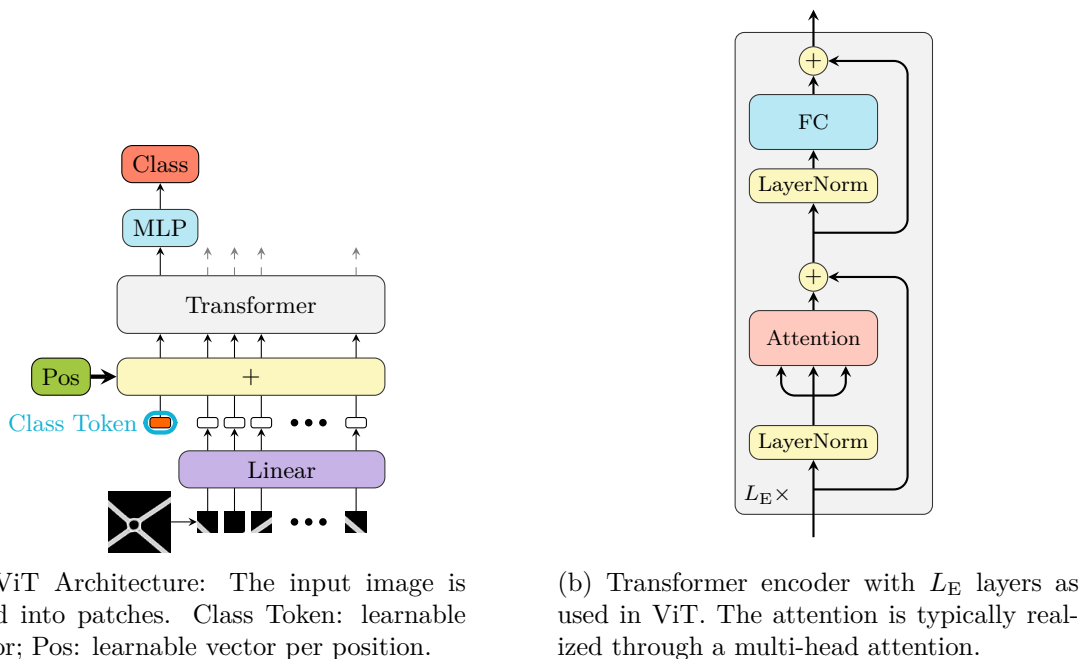 Class
MLP
Transformer
Pos
+
Class Token
Linear
ViT Architecture: The input image is
into patches. Class Token: learnable
Pos: learnable vector per position.
+
FC
LayerNorm
+
Attention
LayerNorm
L_E×
(b) Transformer encoder with L_E layers as
used in ViT. The attention is typically real-
ized through a multi-head attention.